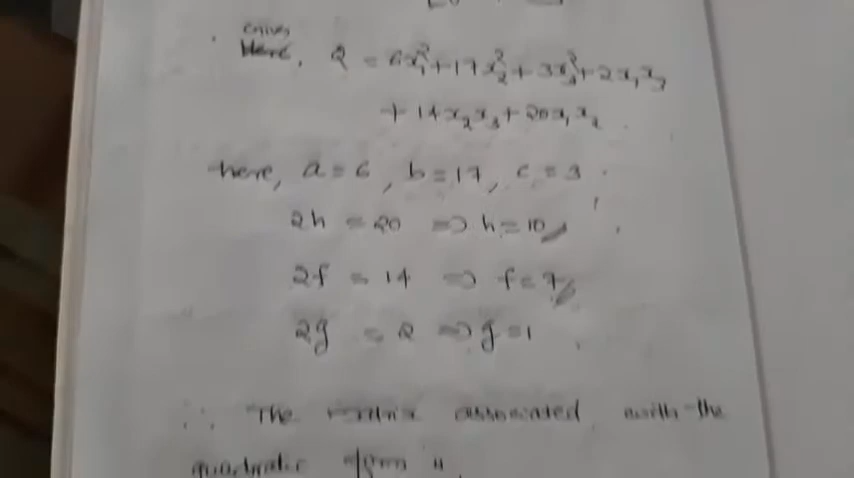 Given
Here, Q = 6x₁² + 17x₂² + 3x₃² + 2x₁x₃
+ 14x₂x₃ + 20x₁x₂
here, a = 6, b = 17, c = 3.
2h = 20 ⇒ h = 10
2f = 14 ⇒ f = 7
2g = 2 ⇒ g = 1
∴ The matrix associated with the
quadratic form is